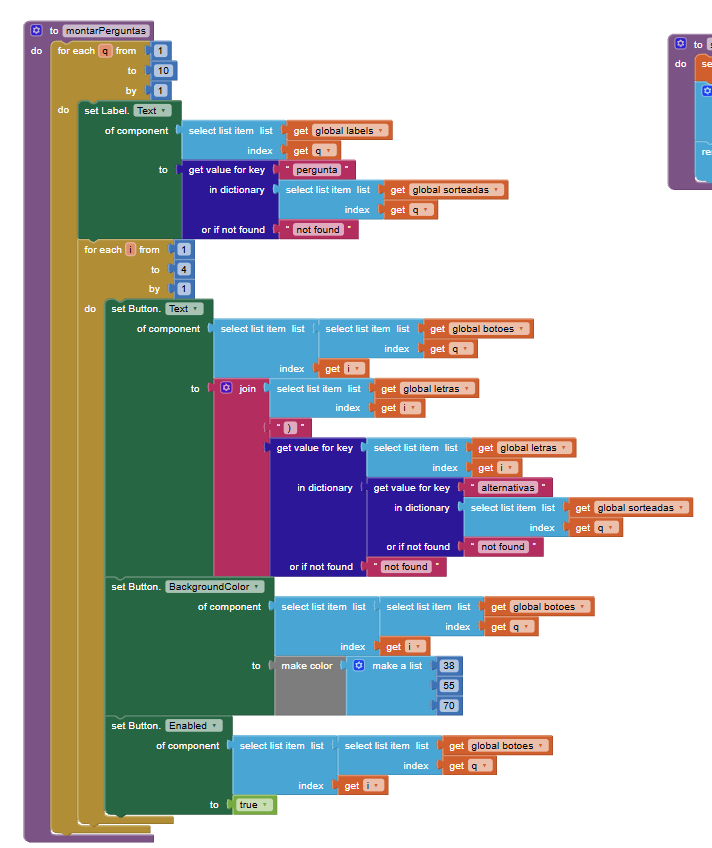 to montarPerguntas
do for each q from 1
to 10
by 1
do set Label. Text
of component select list item list get global labels
index get q
to get value for key " pergunta "
in dictionary select list item list get global sorteadas
index get q
or if not found " not found "
for each i from 1
to 4
by 1
do set Button. Text
of component select list item list select list item list get global botoes
index get q
index get i
to join select list item list get global letras
index get i
" ) "
get value for key select list item list get global letras
index get i
in dictionary get value for key " alternativas "
in dictionary select list item list get global sorteadas
index get q
or if not found " not found "
or if not found " not found "
set Button. BackgroundColor
of component select list item list select list item list get global botoes
index get q
index get i
to make color make a list 38
55
70
set Button. Enabled
of component select list item list select list item list get global botoes
index get q
index get i
to true
to
do se
re